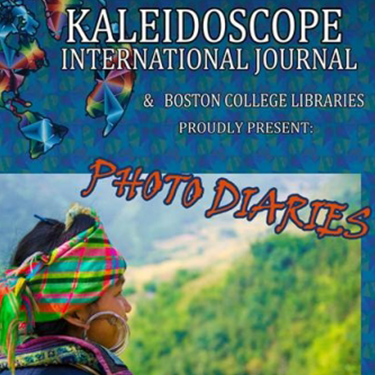 KALEIDOSCOPE
INTERNATIONAL JOURNAL
& BOSTON COLLEGE LIBRARIES
PROUDLY PRESENT:
PHOTO DIARIES